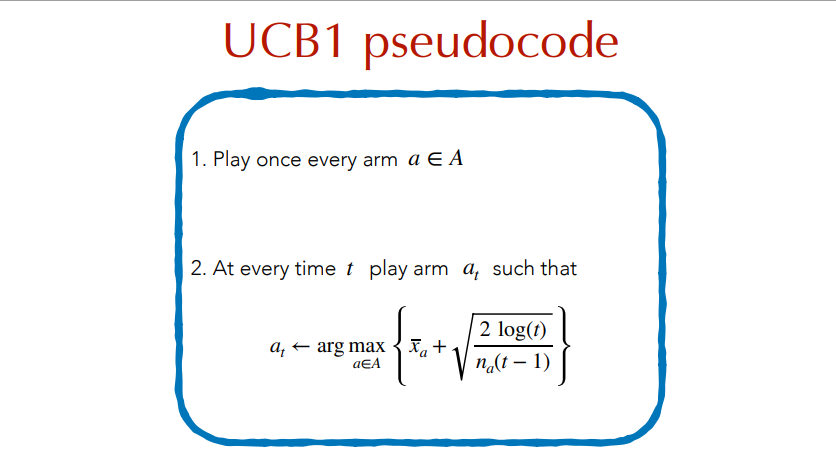 UCB1 pseudocode
1. Play once every arm a ∈ A
2. At every time t play arm a_t such that
a_t ← arg max_{a∈A} { x̄_a + √(2 log(t) / n_a(t − 1)) }